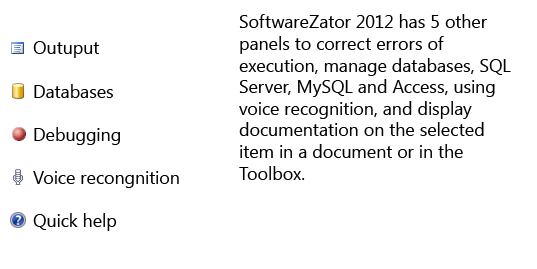 Outuput
Databases
Debugging
Voice recongnition
Quick help
SoftwareZator 2012 has 5 other
panels to correct errors of
execution, manage databases, SQL
Server, MySQL and Access, using
voice recognition, and display
documentation on the selected
item in a document or in the
Toolbox.